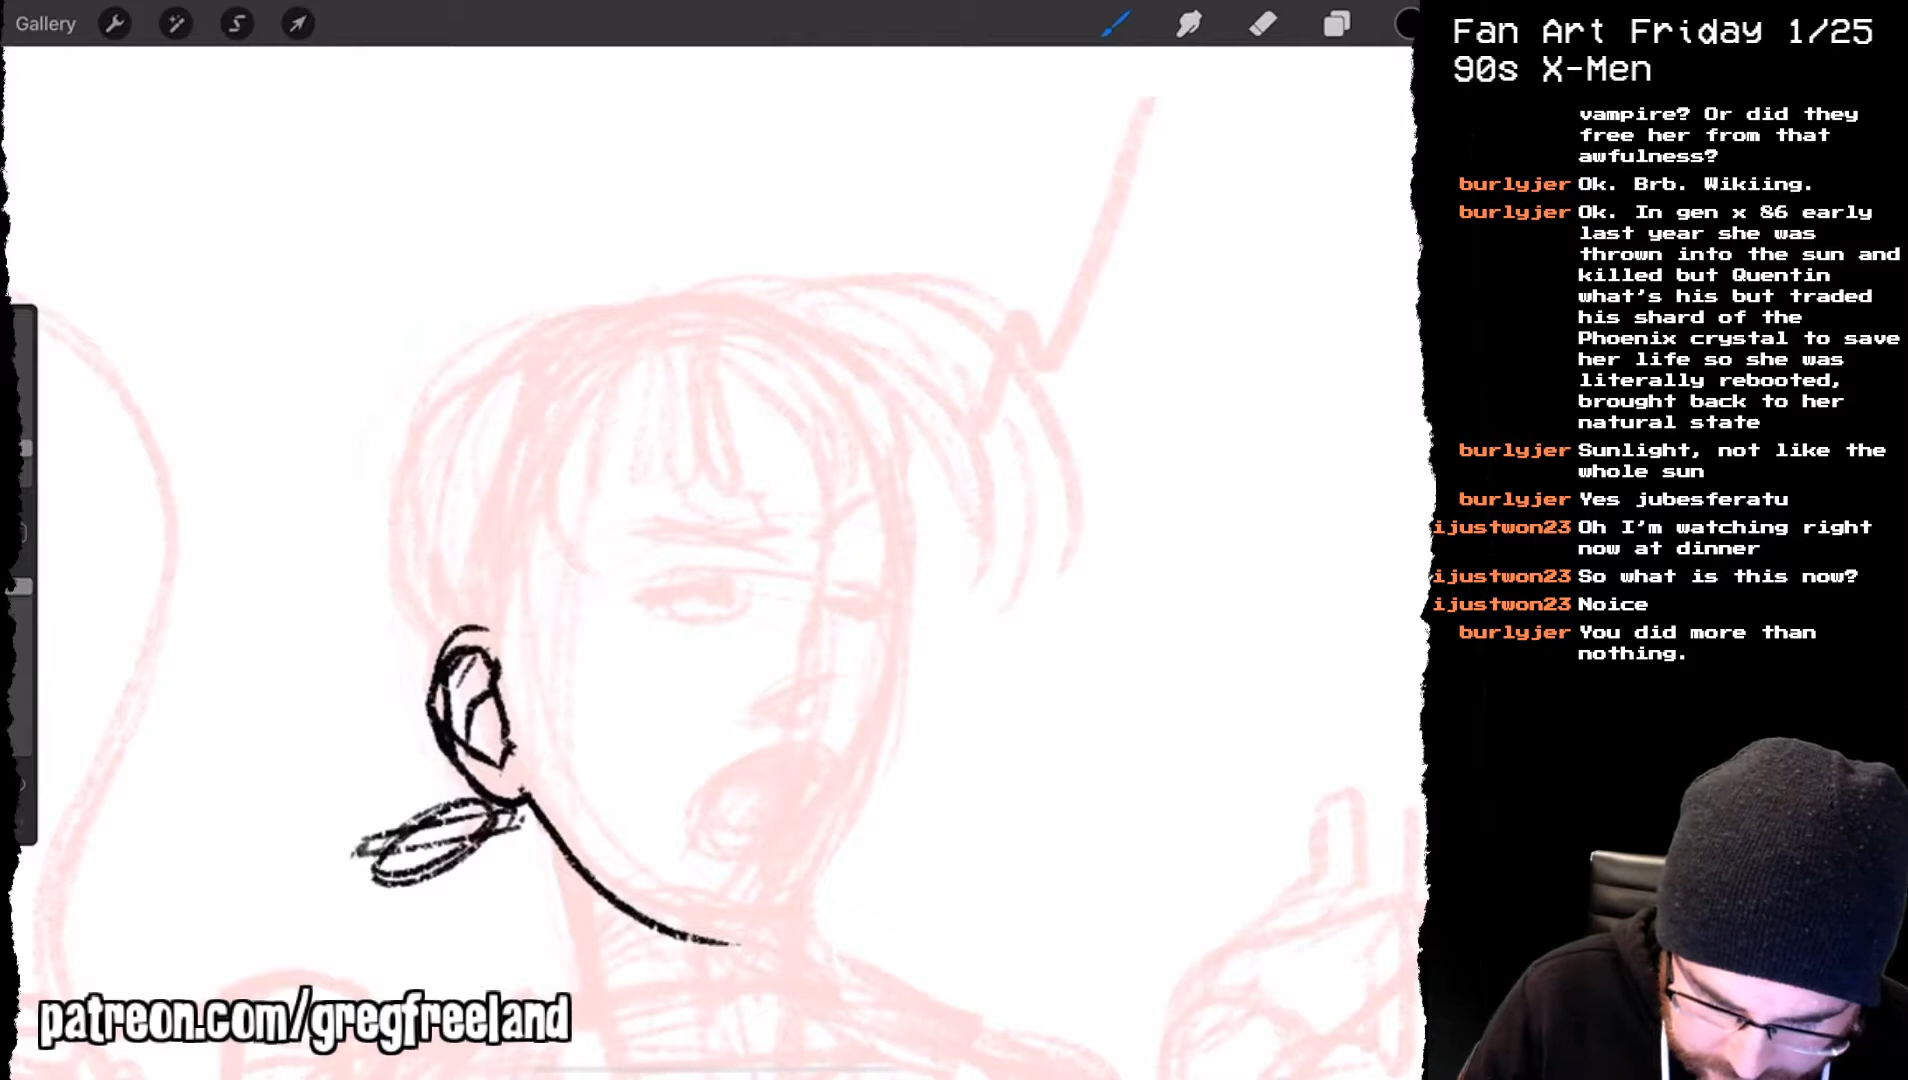 Gallery
Fan Art Friday 1/25
90s X-Men
vampire? Or did they
free her from that
awfulness?
burlyjer Ok. Brb. Wikiing.
burlyjer Ok. In gen x 86 early
last year she was
thrown into the sun and
killed but Quentin
what's his but traded
his shard of the
Phoenix crystal to save
her life so she was
literally rebooted,
brought back to her
natural state
burlyjer Sunlight, not like the
whole sun
burlyjer Yes jubesferatu
ijustwon23 Oh I'm watching right
now at dinner
ijustwon23 So what is this now?
ijustwon23 Noice
burlyjer You did more than
nothing.
patreon.com/gregfreeland